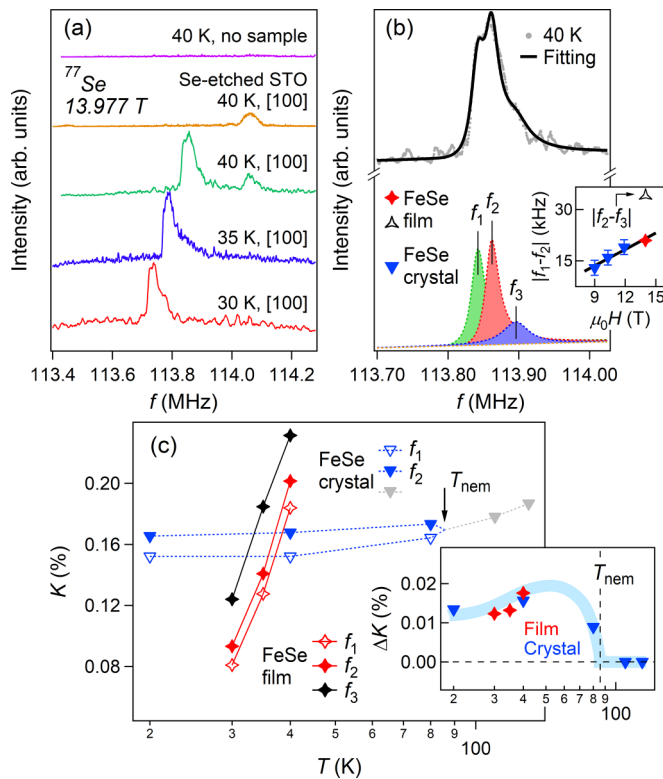 (a)
40 K, no sample
⁷⁷Se
13.977 T
Se-etched STO
40 K, [100]
40 K, [100]
35 K, [100]
30 K, [100]
Intensity (arb. units)
113.4 113.6 113.8 114.0 114.2
f (MHz)
(b)
40 K
Fitting
Intensity (arb. units)
FeSe
film
FeSe
crystal
f₁
f₂
f₃
|f₂-f₃|
|f₁-f₂| (kHz)
30
15
9 12 15
μ₀H (T)
113.70 113.80 113.90 114.00
f (MHz)
(c)
FeSe
crystal
f₁
f₂
Tnem
K (%)
0.20
0.16
0.12
0.08
FeSe
film
f₁
f₂
f₃
2 3 4 5 6 7 8 9 100
T (K)
ΔK (%)
0.02
0.01
0.00
Tnem
Film
Crystal
2 3 4 5 6 7 8 9 100